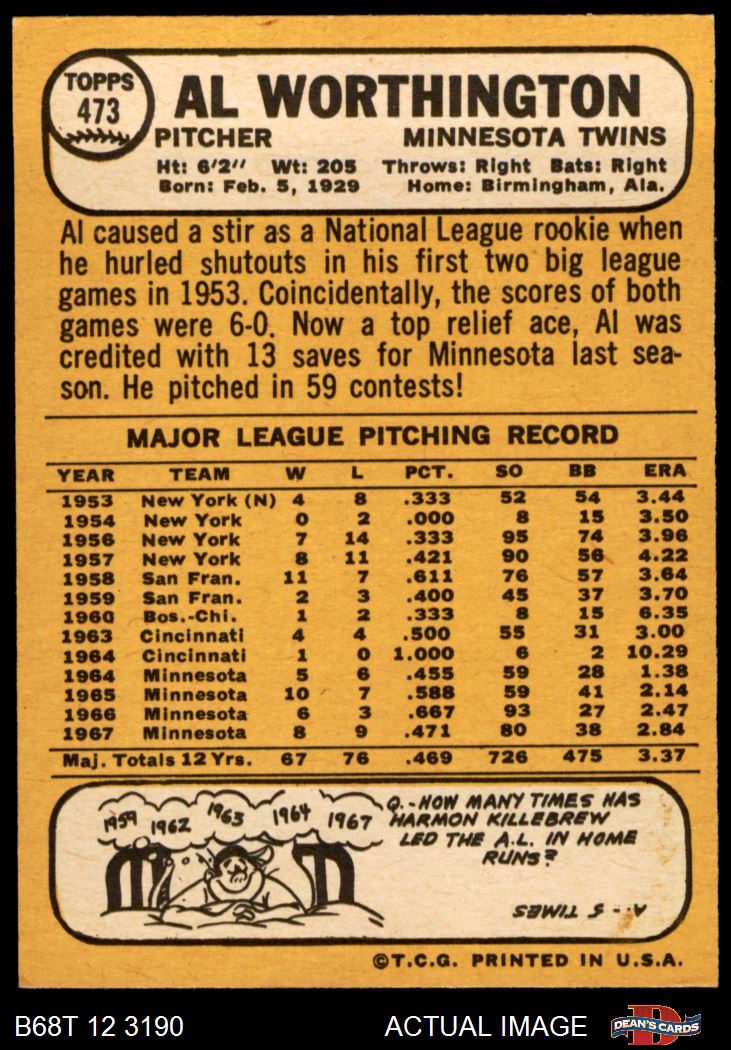 TOPPS
473
AL WORTHINGTON
PITCHER MINNESOTA TWINS
Ht: 6'2" Wt: 205 Throws: Right Bats: Right
Born: Feb. 5, 1929 Home: Birmingham, Ala.
Al caused a stir as a National League rookie when
he hurled shutouts in his first two big league
games in 1953. Coincidentally, the scores of both
games were 6-0. Now a top relief ace, Al was
credited with 13 saves for Minnesota last sea-
son. He pitched in 59 contests!
MAJOR LEAGUE PITCHING RECORD
YEAR TEAM W L PCT. SO BB ERA
1953 New York (N) 4 8 .333 52 54 3.44
1954 New York 0 2 .000 8 15 3.50
1956 New York 7 14 .333 95 74 3.96
1957 New York 8 11 .421 90 56 4.22
1958 San Fran. 11 7 .611 76 57 3.64
1959 San Fran. 2 3 .400 45 37 3.70
1960 Bos.-Chi. 1 2 .333 8 15 6.35
1963 Cincinnati 4 4 .500 55 31 3.00
1964 Cincinnati 1 0 1.000 6 2 10.29
1964 Minnesota 5 6 .455 59 28 1.38
1965 Minnesota 10 7 .588 59 41 2.14
1966 Minnesota 6 3 .667 93 27 2.47
1967 Minnesota 8 9 .471 80 38 2.84
Maj. Totals 12 Yrs. 67 76 .469 726 475 3.37
1959 1962 1963 1964 1967
Q.-HOW MANY TIMES HAS
HARMON KILLEBREW
LED THE A.L. IN HOME
RUNS?
A.- 5 TIMES
©T.C.G. PRINTED IN U.S.A.
B68T 12 3190 ACTUAL IMAGE
D
DEAN'S CARDS